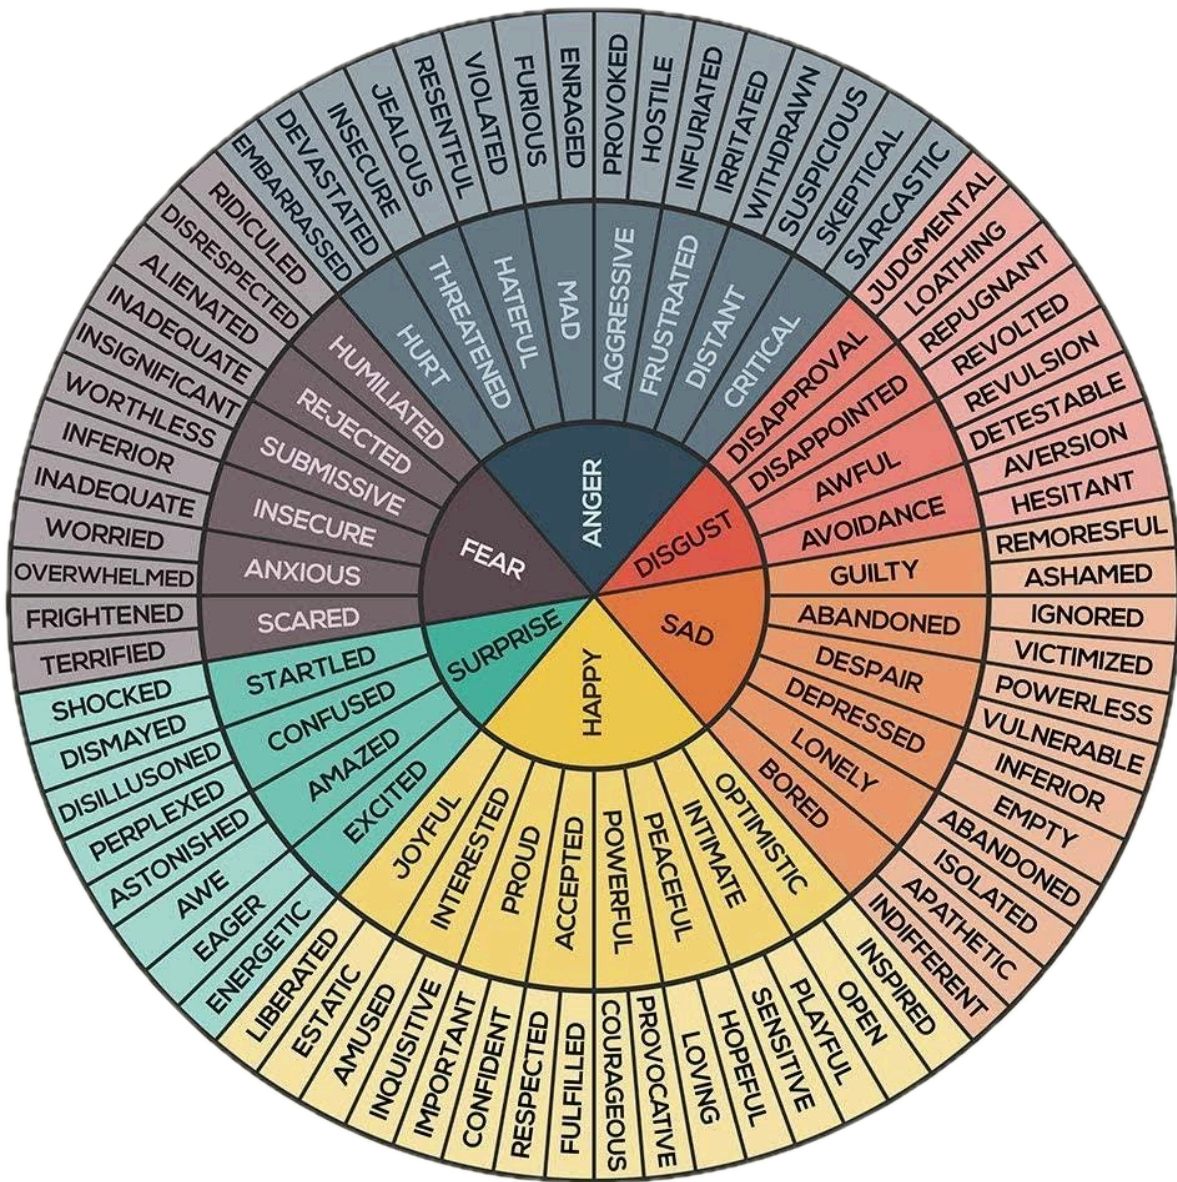 ANGER
DISGUST
SAD
HAPPY
SURPRISE
FEAR
HURT
THREATENED
HATEFUL
MAD
AGGRESSIVE
FRUSTRATED
DISTANT
CRITICAL
DISAPPROVAL
DISAPPOINTED
AWFUL
AVOIDANCE
GUILTY
ABANDONED
DESPAIR
DEPRESSED
LONELY
BORED
OPTIMISTIC
INTIMATE
PEACEFUL
POWERFUL
ACCEPTED
PROUD
INTERESTED
JOYFUL
EXCITED
AMAZED
CONFUSED
STARTLED
SCARED
ANXIOUS
INSECURE
SUBMISSIVE
REJECTED
HUMILIATED
EMBARRASSED
DEVASTATED
INSECURE
JEALOUS
RESENTFUL
VIOLATED
FURIOUS
ENRAGED
PROVOKED
HOSTILE
INFURIATED
IRRITATED
WITHDRAWN
SUSPICIOUS
SKEPTICAL
SARCASTIC
JUDGMENTAL
LOATHING
REPUGNANT
REVOLTED
REVULSION
DETESTABLE
AVERSION
HESITANT
REMORESFUL
ASHAMED
IGNORED
VICTIMIZED
POWERLESS
VULNERABLE
INFERIOR
EMPTY
ABANDONED
ISOLATED
APATHETIC
INDIFFERENT
INSPIRED
OPEN
PLAYFUL
SENSITIVE
HOPEFUL
LOVING
PROVOCATIVE
COURAGEOUS
FULFILLED
RESPECTED
CONFIDENT
IMPORTANT
INQUISITIVE
AMUSED
ESTATIC
LIBERATED
ENERGETIC
EAGER
AWE
ASTONISHED
PERPLEXED
DISILLUSONED
DISMAYED
SHOCKED
TERRIFIED
FRIGHTENED
OVERWHELMED
WORRIED
INADEQUATE
INFERIOR
WORTHLESS
INSIGNIFICANT
INADEQUATE
ALIENATED
DISRESPECTED
RIDICULED